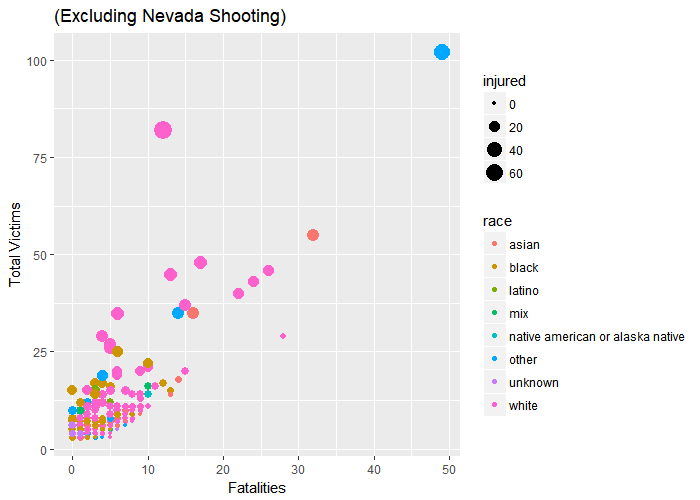 (Excluding Nevada Shooting)
100
75
50
25
0
Total Victims
0 10 20 30 40 50
Fatalities
injured
0
20
40
60
race
asian
black
latino
mix
native american or alaska native
other
unknown
white